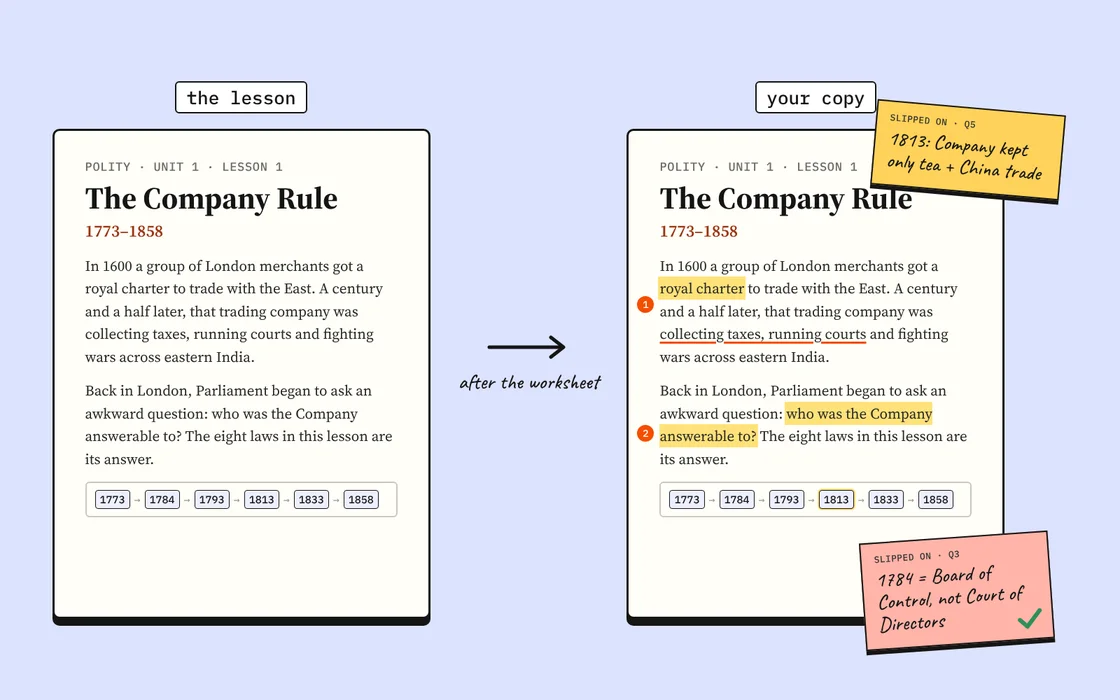 the lesson
POLITY · UNIT 1 · LESSON 1
The Company Rule
1773–1858
In 1600 a group of London merchants got a
royal charter to trade with the East. A century
and a half later, that trading company was
collecting taxes, running courts and fighting
wars across eastern India.
Back in London, Parliament began to ask an
awkward question: who was the Company
answerable to? The eight laws in this lesson are
its answer.
1773 → 1784 → 1793 → 1813 → 1833 → 1858
after the worksheet
your copy
SLIPPED ON · Q5
1813: Company kept
only tea + China trade
POLITY · UNIT 1 · LESSON 1
The Company Rule
1773–1858
In 1600 a group of London merchants got a
royal charter to trade with the East. A century
1
and a half later, that trading company was
collecting taxes, running courts and fighting
wars across eastern India.
Back in London, Parliament began to ask an
awkward question: who was the Company
2
answerable to? The eight laws in this lesson are
its answer.
1773 → 1784 → 1793 → 1813 → 1833 → 1858
SLIPPED ON · Q3
1784 = Board of
Control, not Court of
Directors